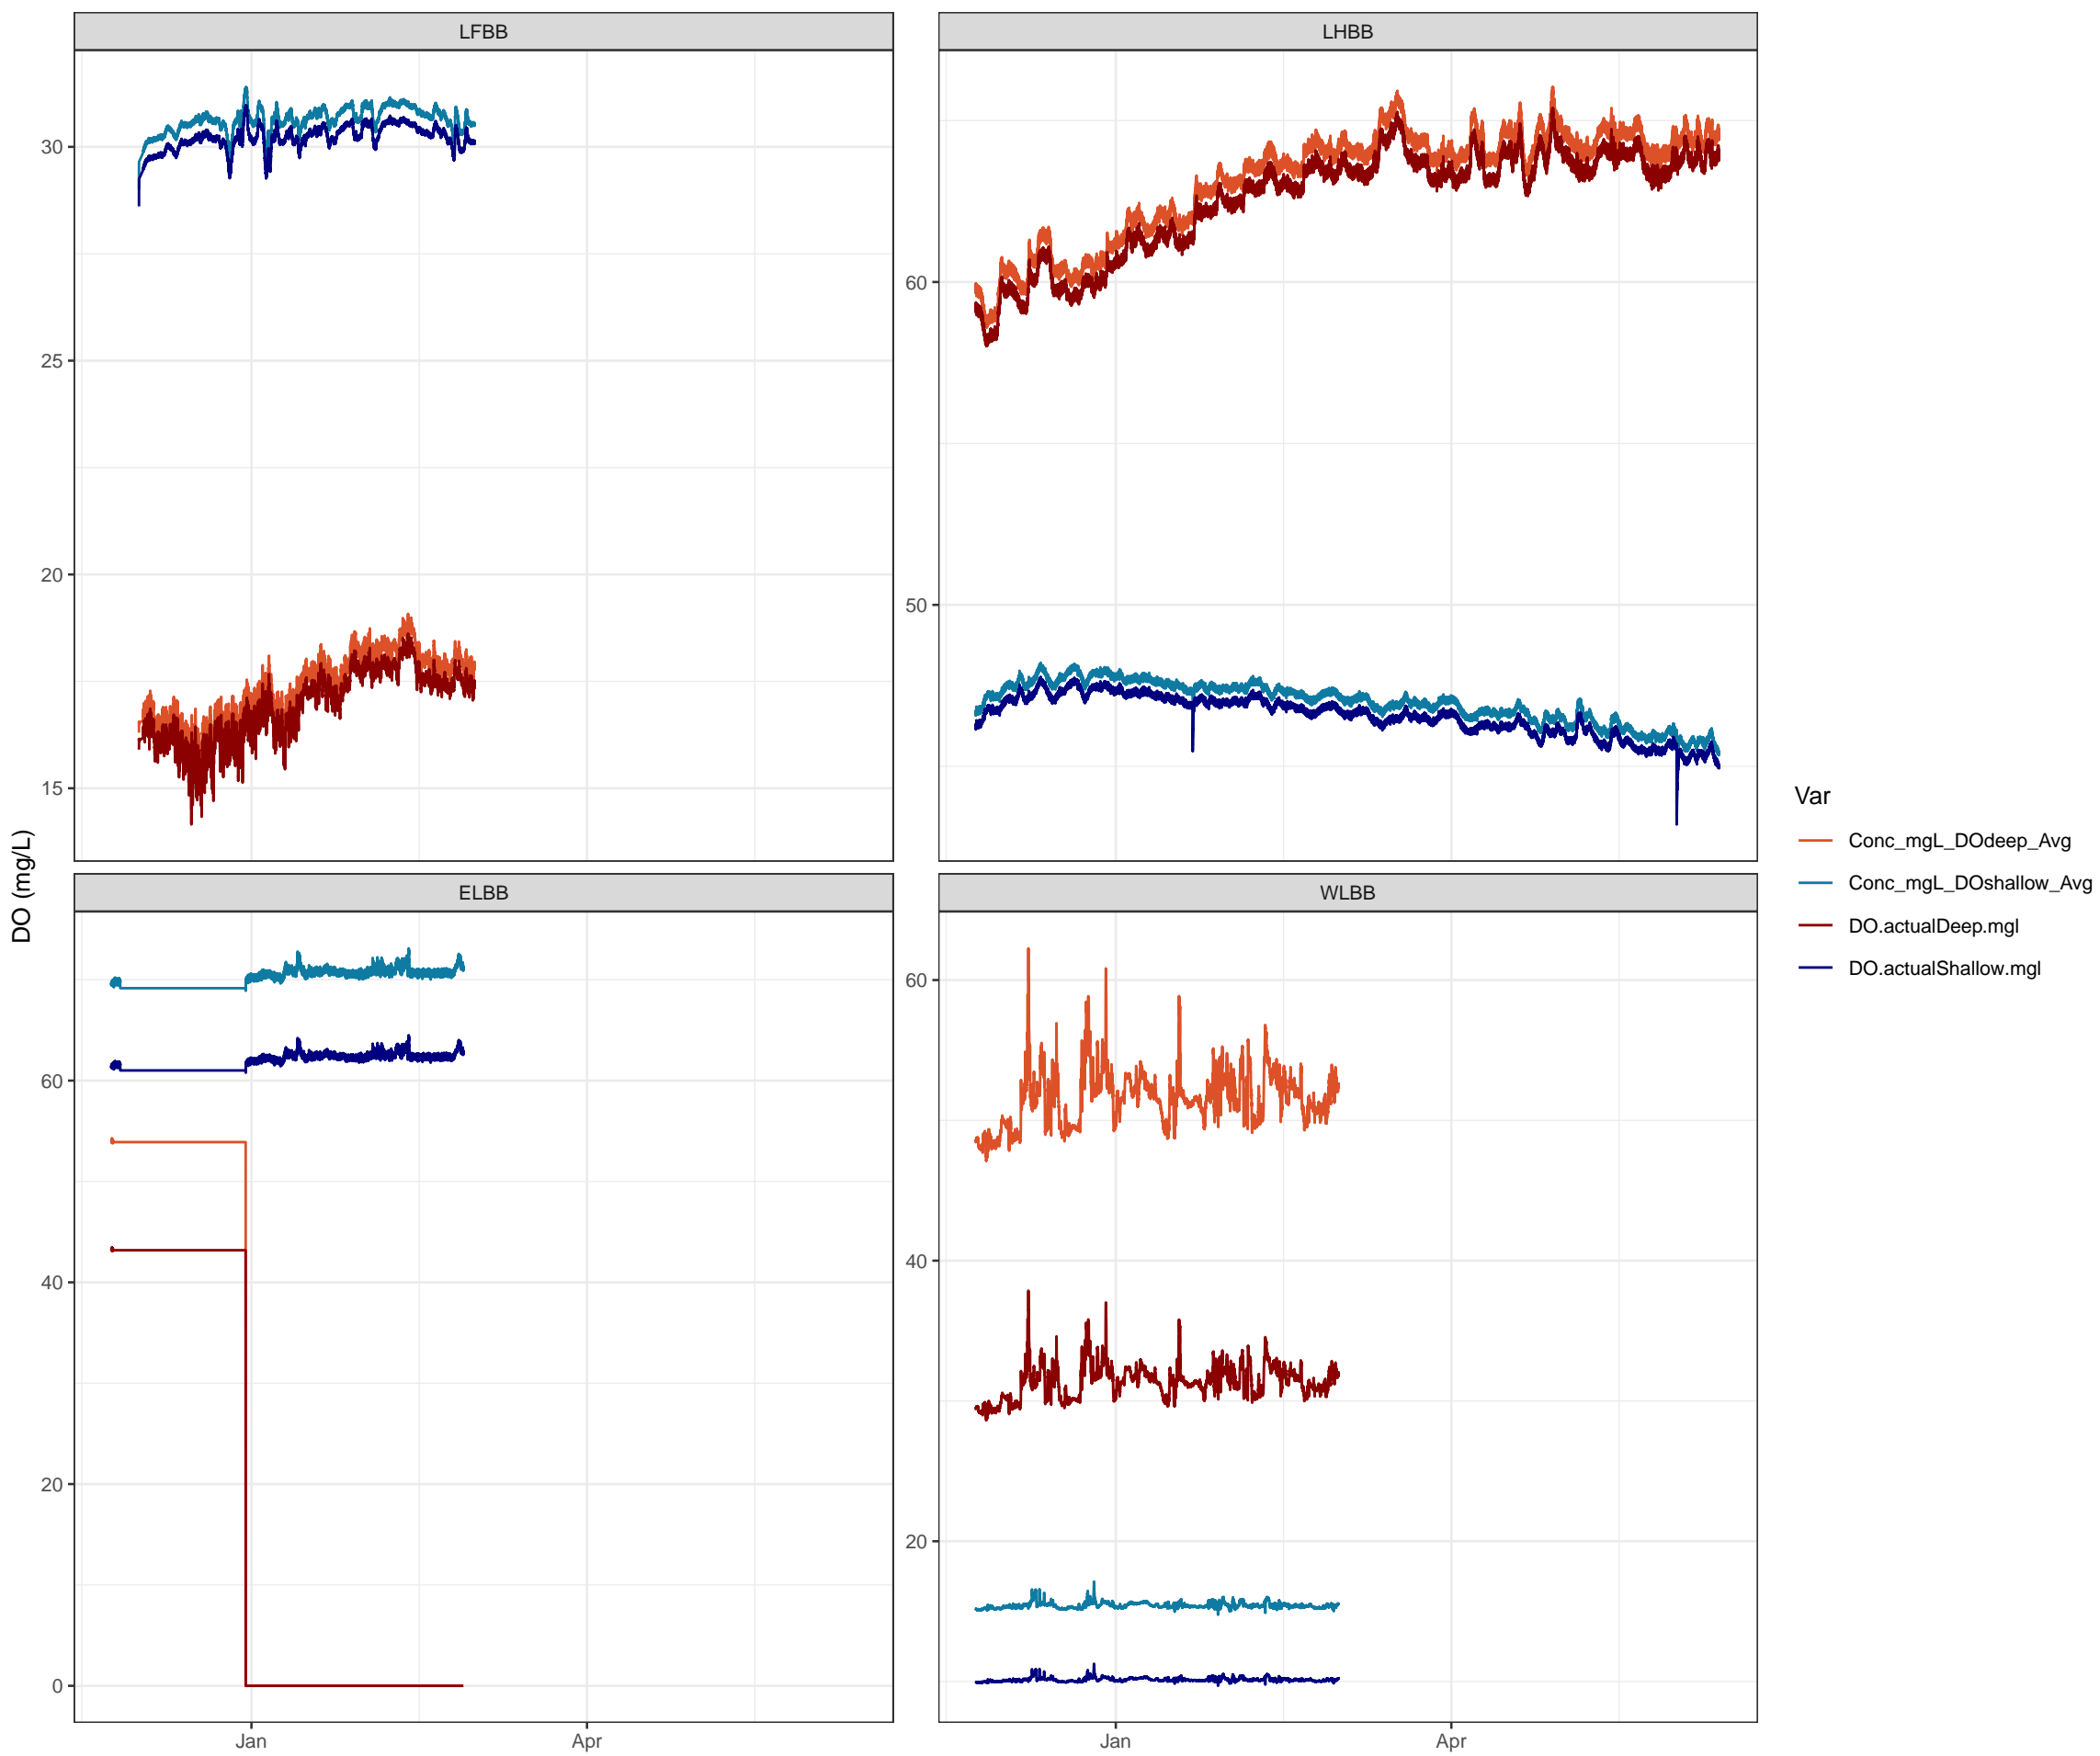 LFBB
LHBB
30
25
20
15
60
50
DO (mg/L)
ELBB
WLBB
60
40
20
0
60
40
20
Jan
Apr
Jan
Apr
Var
Conc_mgL_DOdeep_Avg
Conc_mgL_DOshallow_Avg
DO.actualDeep.mgl
DO.actualShallow.mgl